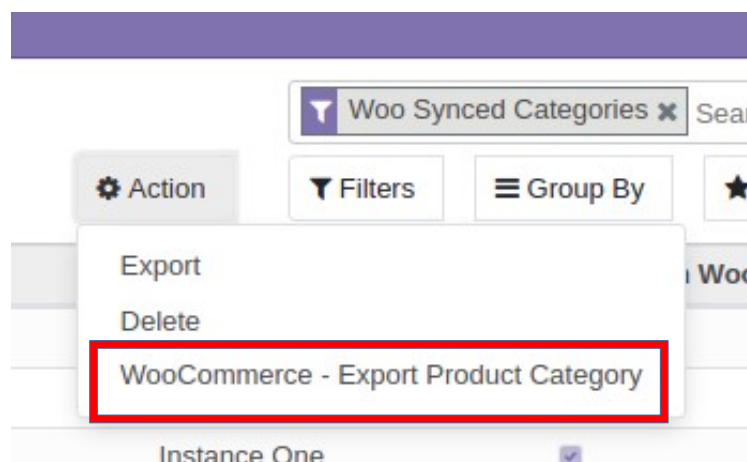 Woo Synced Categories
Action
Filters
Group By
Export
Delete
WooCommerce - Export Product Category
Instance One